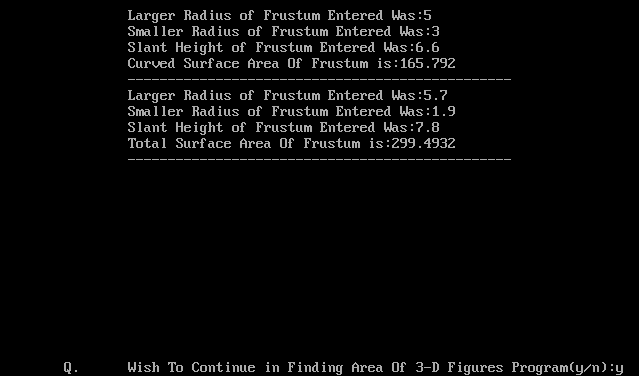 Larger Radius of Frustum Entered Was:5
Smaller Radius of Frustum Entered Was:3
Slant Height of Frustum Entered Was:6.6
Curved Surface Area Of Frustum is:165.792
------------------------------------------------
Larger Radius of Frustum Entered Was:5.7
Smaller Radius of Frustum Entered Was:1.9
Slant Height of Frustum Entered Was:7.8
Total Surface Area Of Frustum is:299.4932
------------------------------------------------
Q. Wish To Continue in Finding Area Of 3-D Figures Program(y/n):y